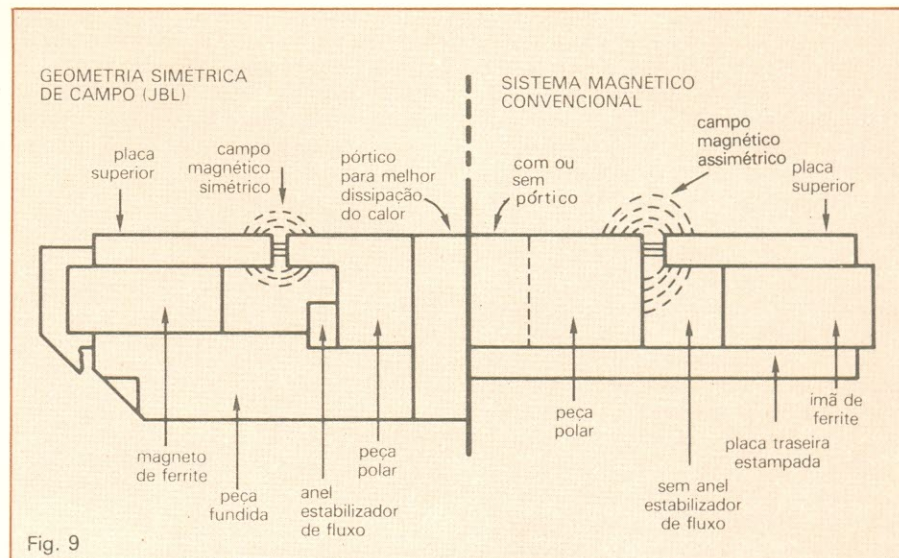 GEOMETRIA SIMÉTRICA
DE CAMPO (JBL)
placa
superior
campo
magnético
simétrico
pórtico
para melhor
dissipação
do calor
SISTEMA MAGNÉTICO
CONVENCIONAL
com ou
sem
pórtico
campo
magnético
assimétrico
placa
superior
magneto
de ferrite
peça
fundida
anel
estabilizador
de fluxo
peça
polar
peça
polar
sem anel
estabilizador
de fluxo
placa traseira
estampada
imã de
ferrite
Fig. 9